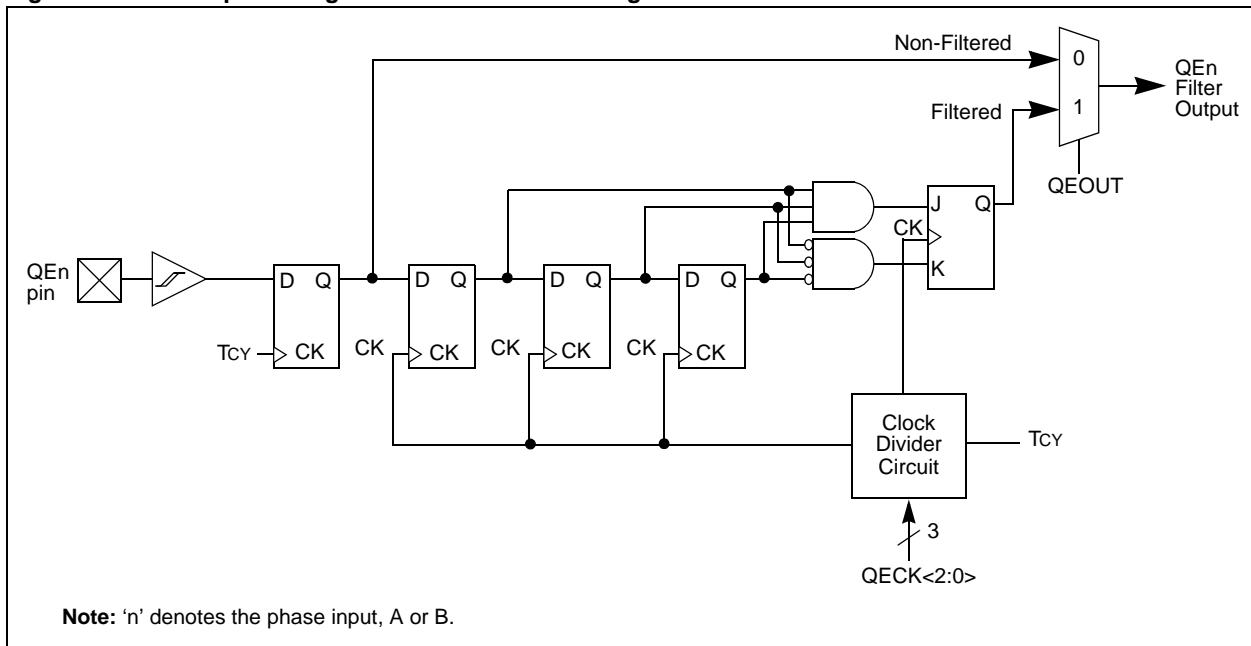 Non-Filtered
0
QEn
Filter
Output
Filtered
1
QEOUT
J
Q
CK
K
QEn
pin
D
Q
D
Q
D
Q
D
Q
TCY
CK
CK
CK
CK
CK
CK
CK
Clock
Divider
Circuit
TCY
3
QECK<2:0>
Note: 'n' denotes the phase input, A or B.